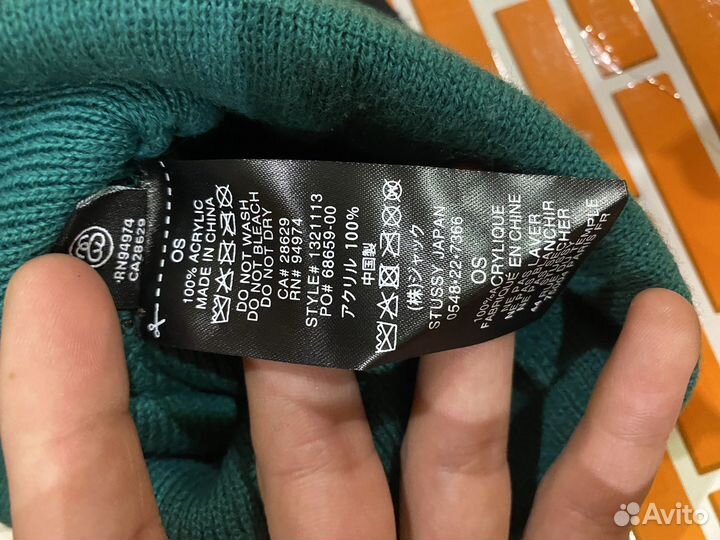 RN94974
CA28629
OS
100% ACRYLIC
MADE IN CHINA
DO NOT WASH
DO NOT BLEACH
DO NOT DRY
CA# 28629
RN# 94974
STYLE# 1321113
PO# 68659-00
アクリル 100%
中国製
(株)シャック
STUSSY JAPAN
0548-22-7366
OS
100% ACRYLIQUE
FABRIQUÉ EN CHINE
NE PAS LAVER
NE PAS
Avito